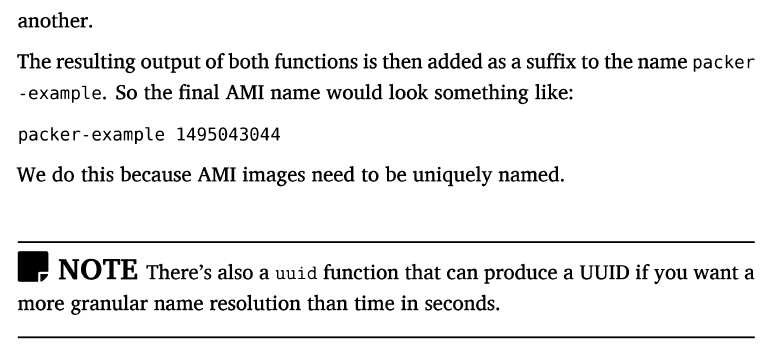 another.
The resulting output of both functions is then added as a suffix to the name packer
-example. So the final AMI name would look something like:
packer-example 1495043044
We do this because AMI images need to be uniquely named.
NOTE There’s also a uuid function that can produce a UUID if you want a
more granular name resolution than time in seconds.